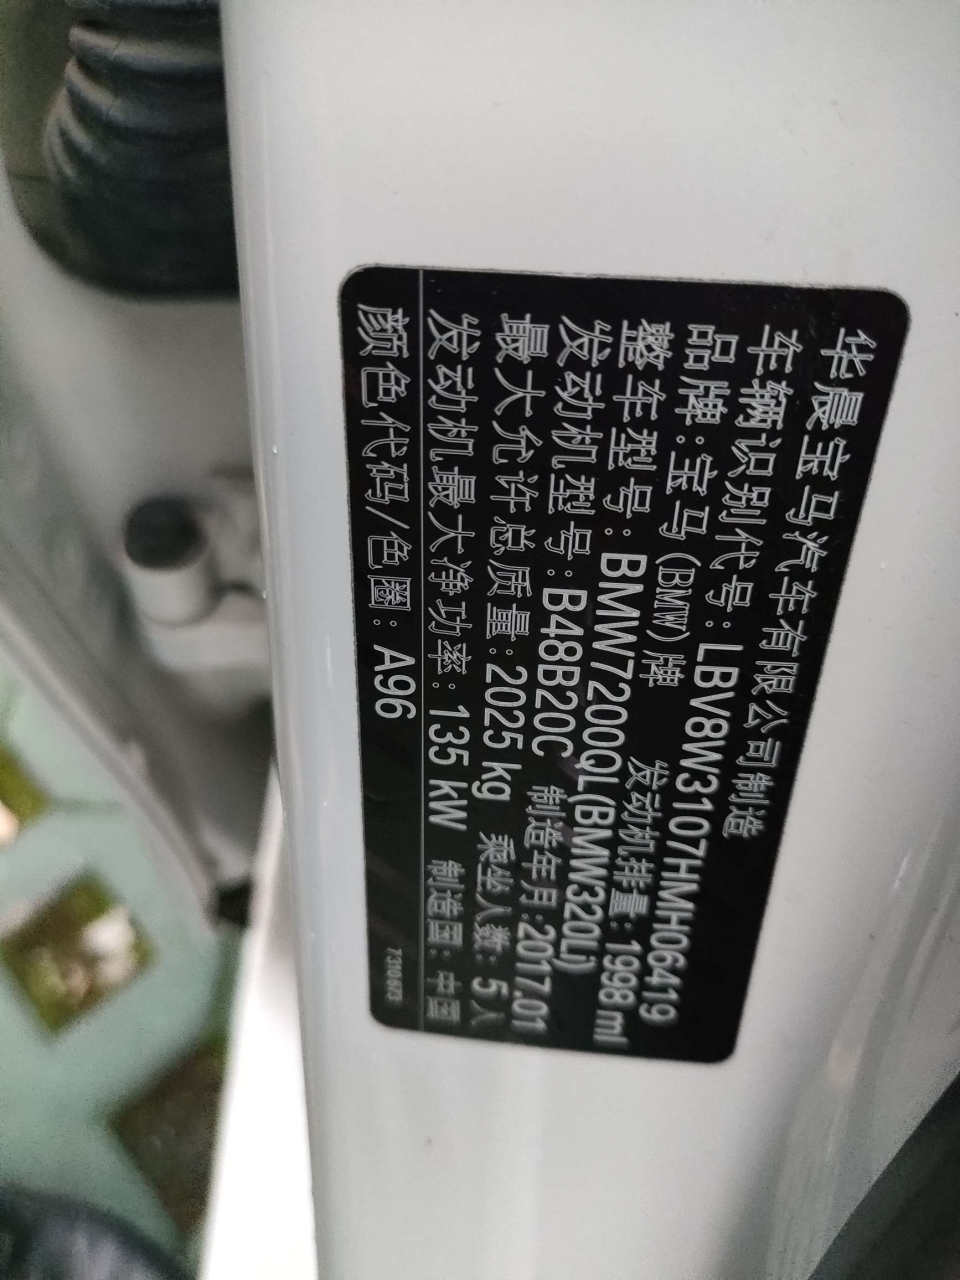 华晨宝马汽车有限公司制造
车辆识别代号：LBV8W3107HMH06419
品牌：宝马（BMW）牌 发动机排量：1998 ml
整车型号：BMW7200QL(BMW320Li)
发动机型号：B48B20C 制造年月：2017.01
最大允许总质量：2025 kg 乘坐人数：5人
发动机最大净功率：135 kW 制造国：中国
颜色代码/色圈：A96
7310673